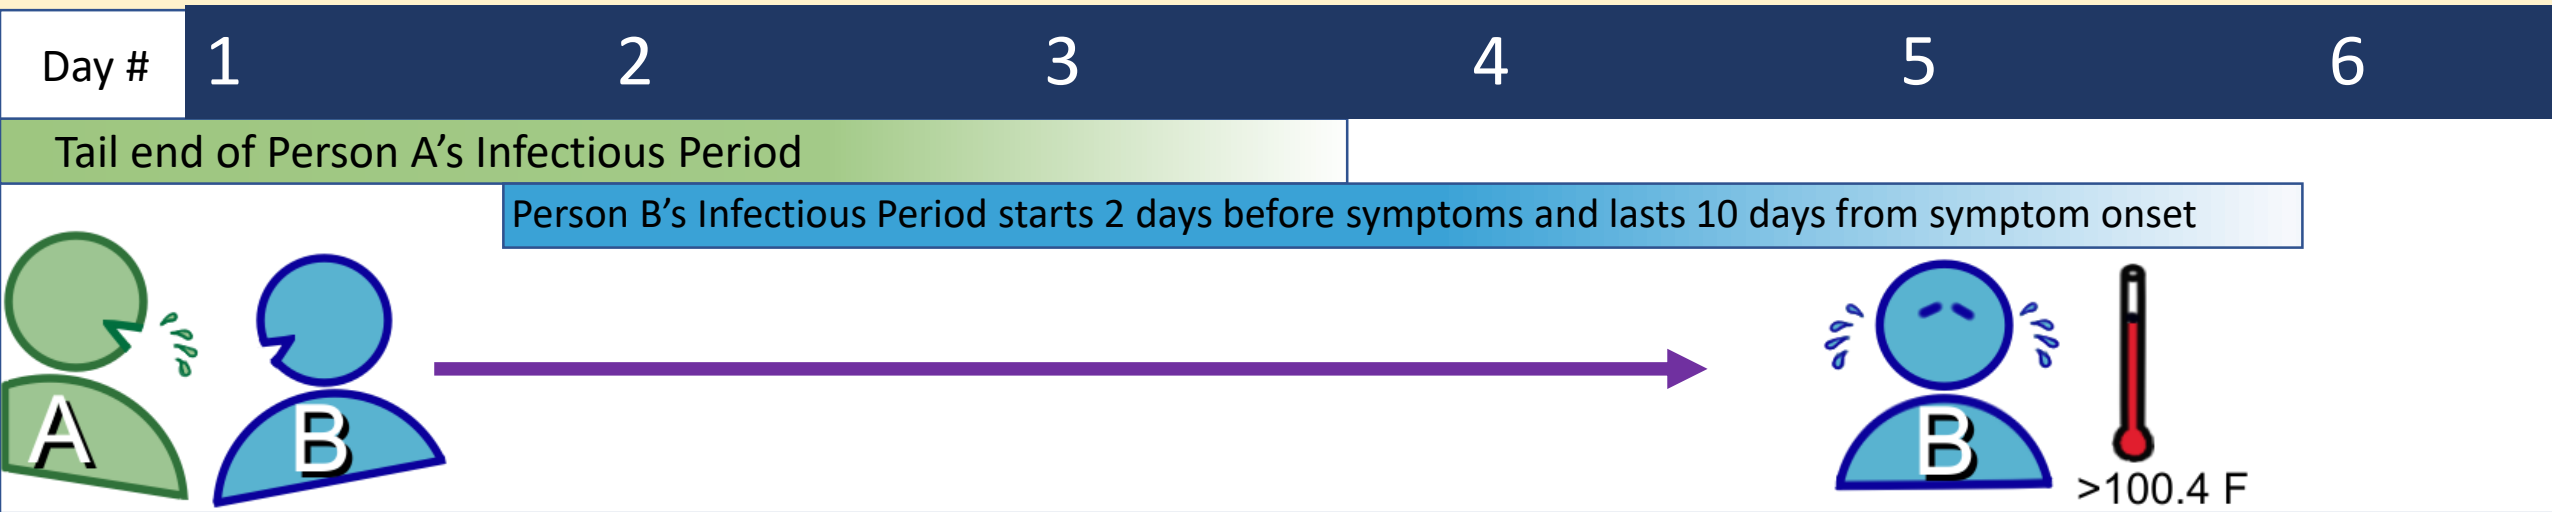 Day # 1 2 3 4 5 6
Tail end of Person A’s Infectious Period
Person B’s Infectious Period starts 2 days before symptoms and lasts 10 days from symptom onset
A B B
>100.4 F